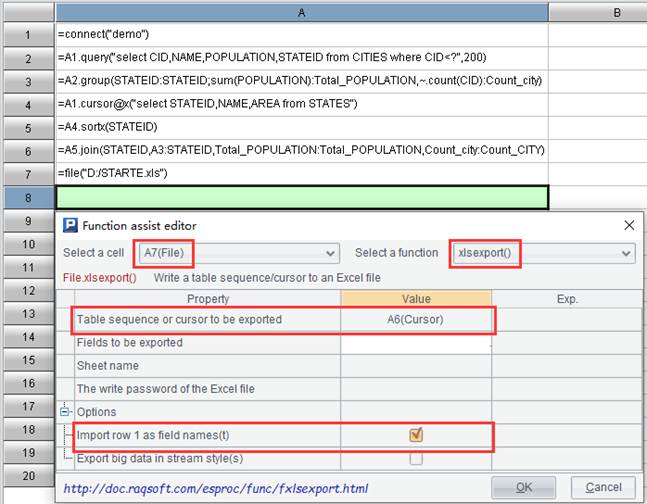 A B
1 =connect("demo")
2 =A1.query("select CID,NAME,POPULATION,STATEID from CITIES where CID<?",200)
3 =A2.group(STATEID:STATEID;sum(POPULATION):Total_POPULATION,~.count(CID):Count_city)
4 =A1.cursor@x("select STATEID,NAME,AREA from STATES")
5 =A4.sortx(STATEID)
6 =A5.join(STATEID,A3:STATEID,Total_POPULATION:Total_POPULATION,Count_city:Count_CITY)
7 =file("D:/STARTE.xls")
8
9
10
11
12
13
14
15
16
17
18
19
20
Function assist editor
Select a cell A7(File) Select a function xlsexport()
File.xlsexport() Write a table sequence/cursor to an Excel file
Property Value Exp.
Table sequence or cursor to be exported A6(Cursor)
Fields to be exported
Sheet name
The write password of the Excel file
Options
Import row 1 as field names(t)
Export big data in stream style(s)
http://doc.raqsoft.com/esproc/func/fxlsexport.html OK Cancel